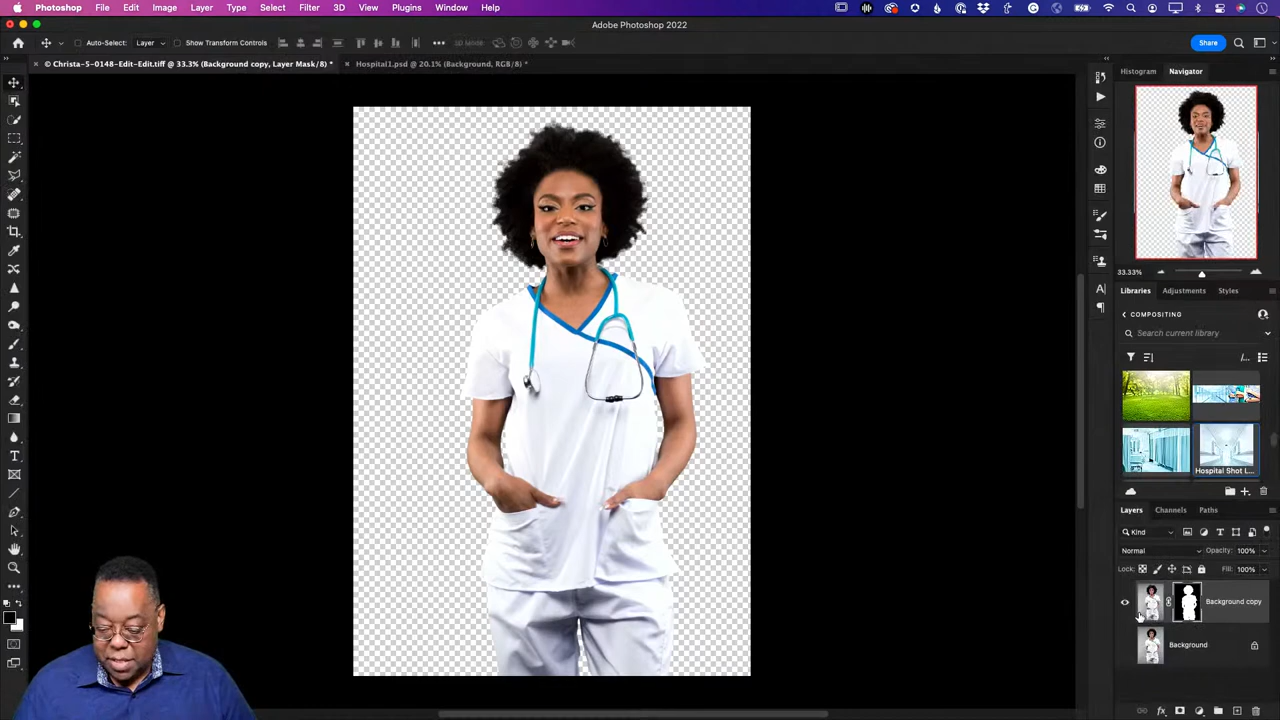 Photoshop File Edit Image Layer Type Select Filter 3D View Plugins Window Help
Adobe Photoshop 2022
Auto-Select: Layer Show Transform Controls 3D Mode Share
© Christa-5-0148-Edit-Edit.tiff @ 33.3% (Background copy, Layer Mask/8) * Hospital1.psd @ 20.1% (Background, RGB/8) *
Histogram Navigator
33.33%
Libraries Adjustments Styles
COMPOSITING
Search current library
Hospital Shot L...
Layers Channels Paths
Kind
Normal Opacity: 100%
Lock: Fill: 100%
Background copy
Background